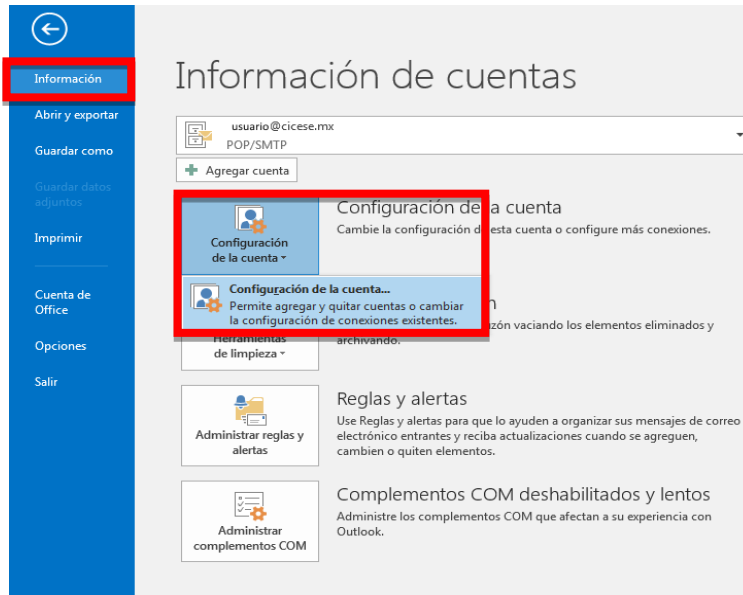 Información
Abrir y exportar
Guardar como
Guardar datos
adjuntos
Imprimir
Cuenta de
Office
Opciones
Salir
Información de cuentas
usuario@cicese.mx
POP/SMTP
Agregar cuenta
Configuración
de la cuenta
Configuración de la cuenta
Cambie la configuración de esta cuenta o configure más conexiones.
Configuración de la cuenta...
Permite agregar y quitar cuentas o cambiar
la configuración de conexiones existentes.
Herramientas
de limpieza
vaciando los elementos eliminados y
archivando.
Administrar reglas y
alertas
Reglas y alertas
Use Reglas y alertas para que lo ayuden a organizar sus mensajes de correo
electrónico entrantes y reciba actualizaciones cuando se agreguen,
cambien o quiten elementos.
Administrar
complementos COM
Complementos COM deshabilitados y lentos
Administre los complementos COM que afectan a su experiencia con
Outlook.